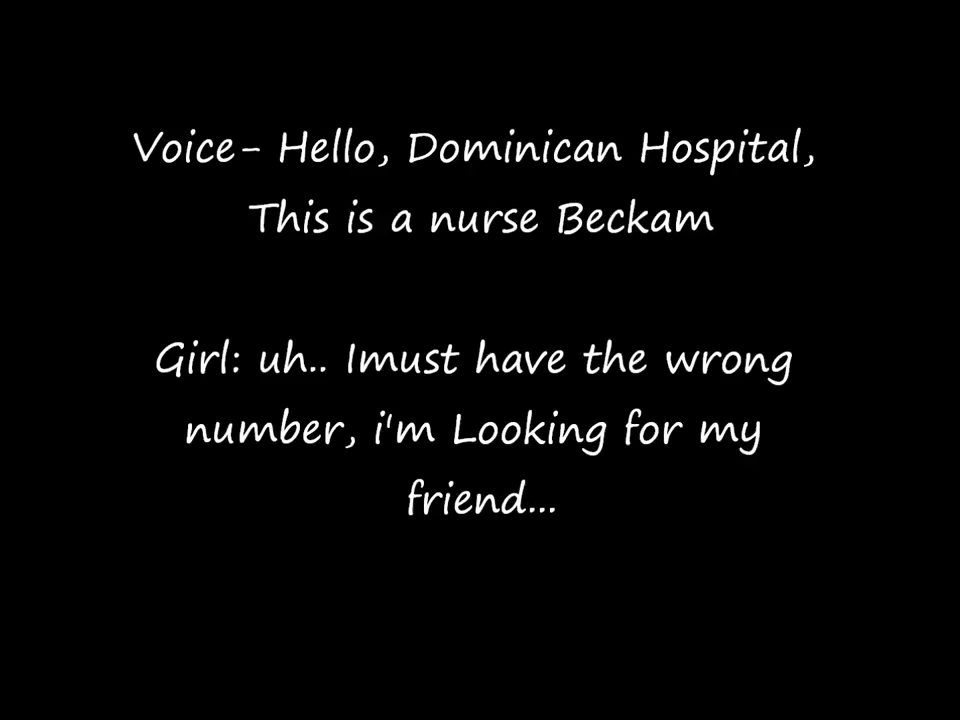 Voice- Hello, Dominican Hospital,
This is a nurse Beckam
Girl: uh.. Imust have the wrong
number, i'm Looking for my
friend...